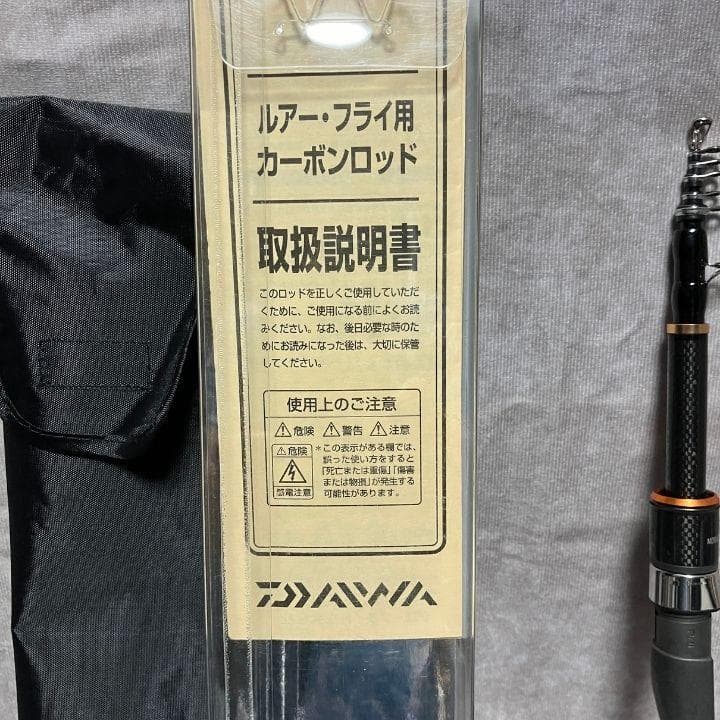 ルアー・フライ用
カーボンロッド
取扱説明書
このロッドを正しくご使用していただ
くために、ご使用になる前によくお読
みください。なお、後日必要な時のた
めにお読みになった後は、大切に保管
してください。
使用上のご注意
⚠危険 ⚠警告 ⚠注意
⚠危険
感電注意
＊この表示がある欄では、
誤った使い方をすると
「死亡または重傷」「傷害
または物損」が発生する
可能性があります。
DAIWA